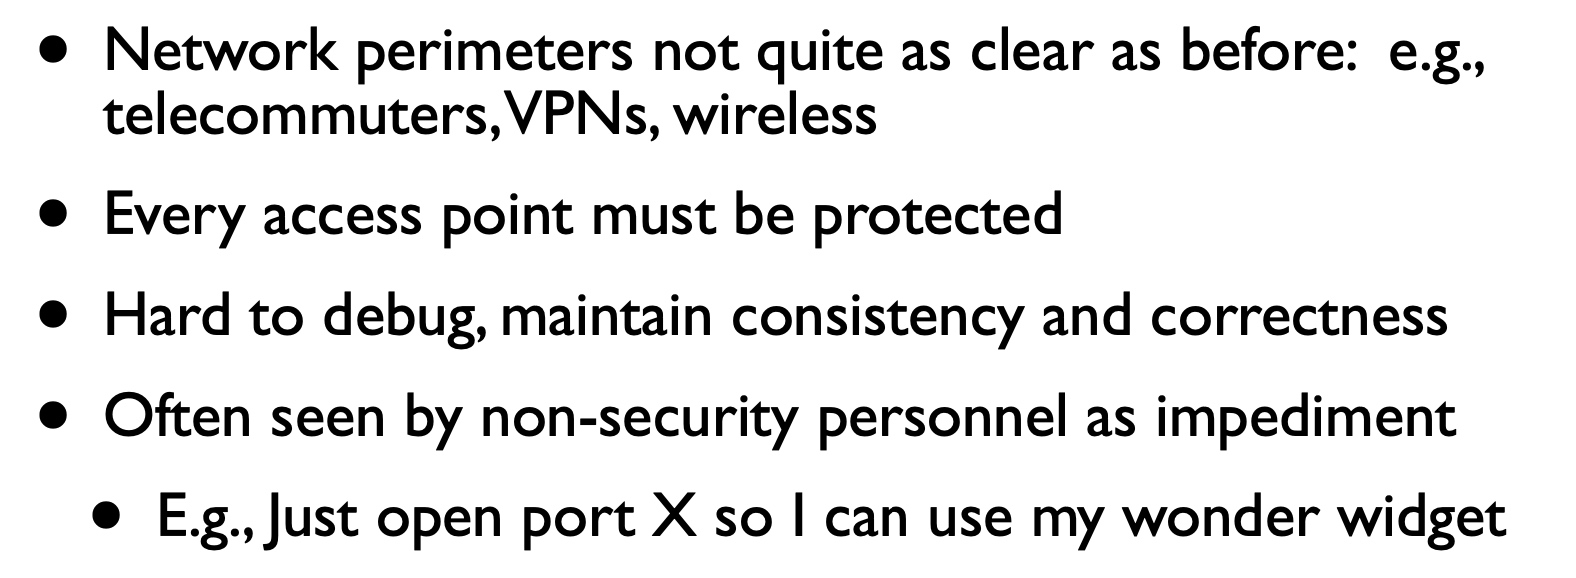 • Network perimeters not quite as clear as before:  e.g.,
telecommuters, VPNs, wireless
• Every access point must be protected
• Hard to debug, maintain consistency and correctness
• Often seen by non-security personnel as impediment
• E.g., Just open port X so I can use my wonder widget